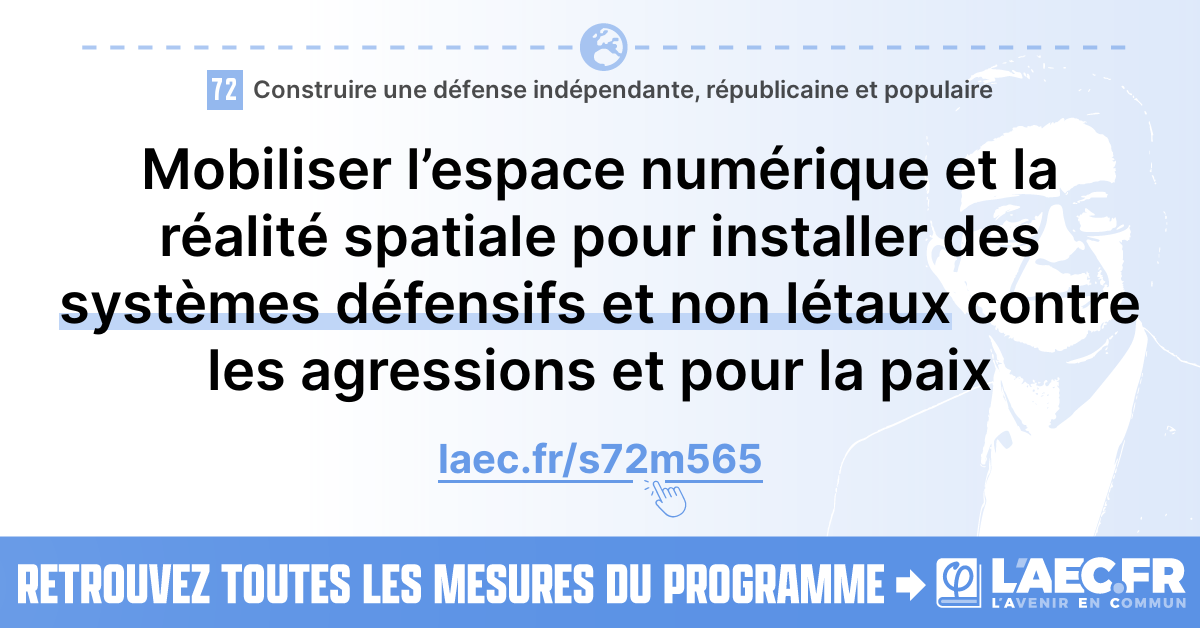 72 Construire une défense indépendante, républicaine et populaire
Mobiliser l’espace numérique et la
réalité spatiale pour installer des
systèmes défensifs et non létaux contre
les agressions et pour la paix
laec.fr/s72m565
RETROUVEZ TOUTES LES MESURES DU PROGRAMME
φ L'AEC.FR
L'AVENIR EN COMMUN